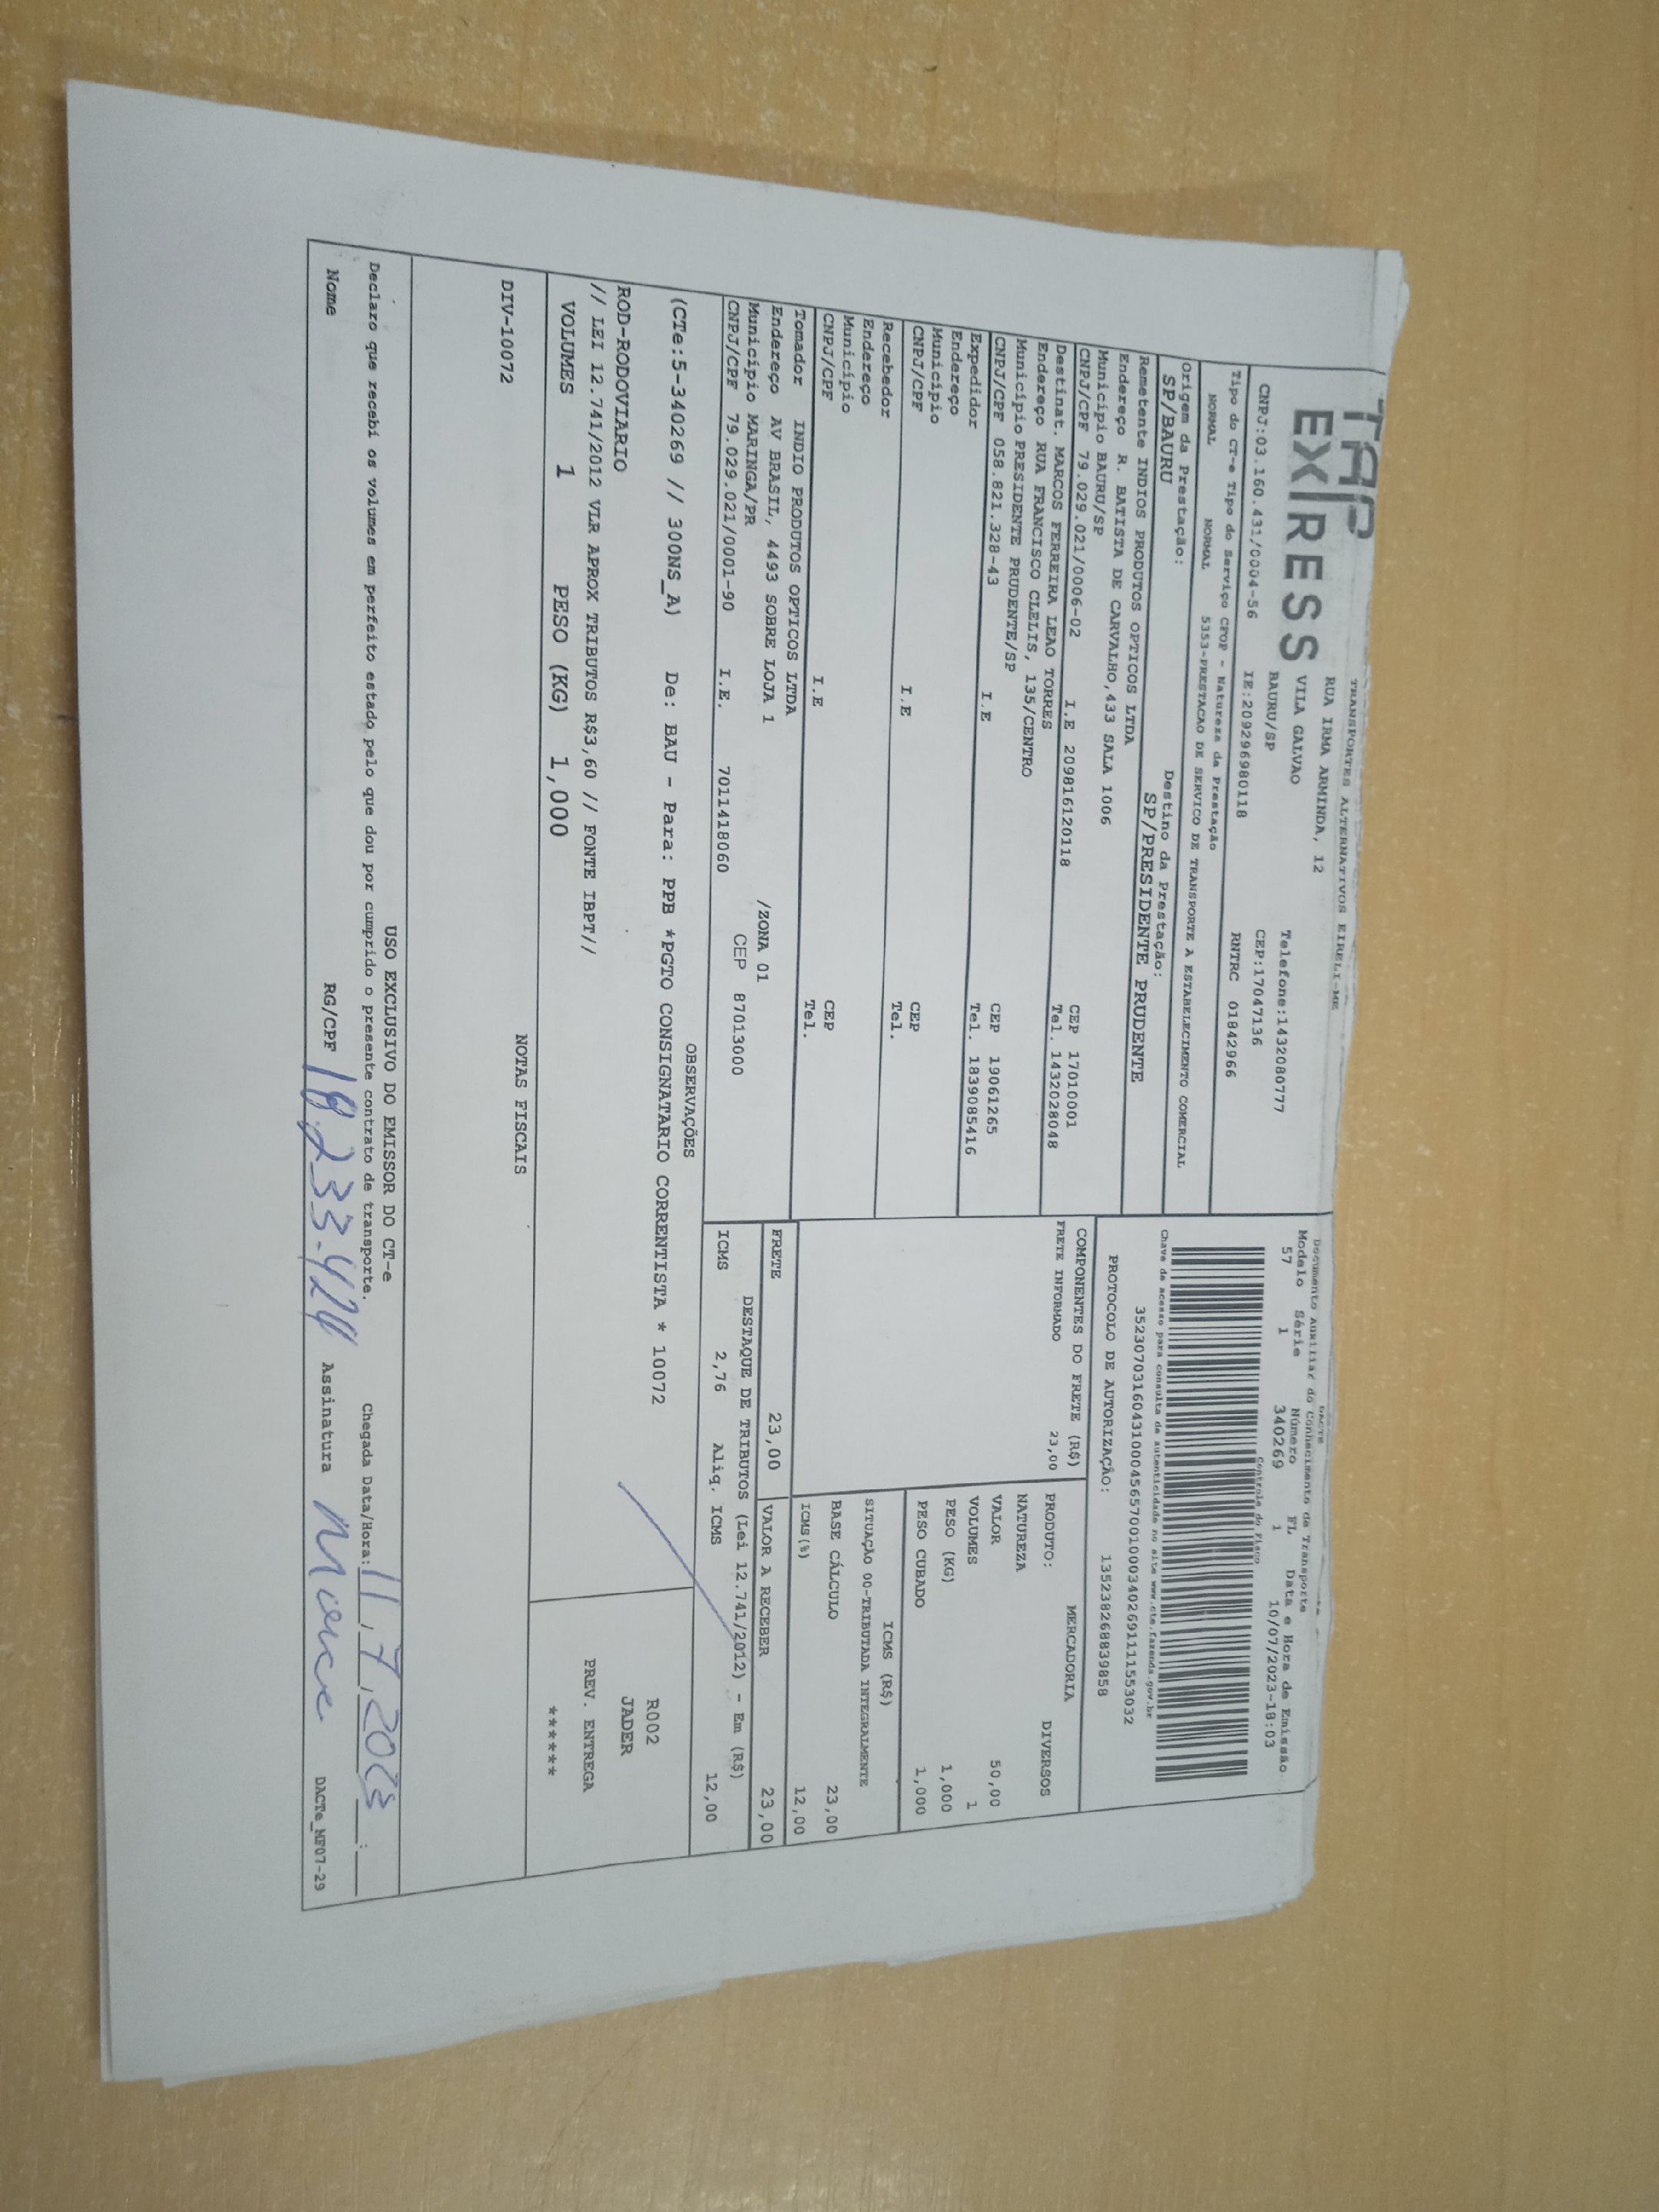 TAP
EXPRESS
TRANSPORTES ALTERNATIVOS EIRELI-ME
RUA IRMA ARMINDA, 12
VILA GALVAO Telefone:1432080777
BAURU/SP CEP:17047136
CNPJ:03.160.431/0004-56 IE:209296980118 RNTRC 01842966
Tipo do CT-e Tipo do Serviço CFOP - Natureza da Prestação
NORMAL NORMAL 5353-PRESTACAO DE SERVICO DE TRANSPORTE A ESTABELECIMENTO COMERCIAL
Origem da Prestação: Destino da Prestação:
SP/BAURU SP/PRESIDENTE PRUDENTE
DACTE
Documento Auxiliar do Conhecimento de Transporte
Modelo Série Número FL Data e Hora de Emissão
57 1 340269 1 10/07/2023-18:03
Controle do Fisco
Chave de acesso para consulta de autenticidade no site www.cte.fazenda.gov.br
PROTOCOLO DE AUTORIZAÇÃO: 135238268839858
Remetente INDIOS PRODUTOS OPTICOS LTDA
Endereço R. BATISTA DE CARVALHO,433 SALA 1006
Município BAURU/SP CEP 17010001
CNPJ/CPF 79.029.021/0006-02 I.E 209816120118 Tel. 1432028048
Destinat. MARCOS FERREIRA LEAO TORRES
Endereço RUA FRANCISCO CLELIS, 135/CENTRO
Município PRESIDENTE PRUDENTE/SP CEP 19061265
CNPJ/CPF 058.821.328-43 I.E Tel. 1839085416
Expedidor
Endereço
Município CEP
CNPJ/CPF I.E Tel.
Recebedor
Endereço
Município CEP
CNPJ/CPF I.E Tel.
Tomador INDIO PRODUTOS OPTICOS LTDA
Endereço AV BRASIL, 4493 SOBRE LOJA 1 /ZONA 01
Município MARINGA/PR CEP 87013000
CNPJ/CPF 79.029.021/0001-90 I.E. 7011418060
COMPONENTES DO FRETE (R$)
FRETE INFORMADO 23,00
PRODUTO: MERCADORIA
NATUREZA DIVERSOS
VALOR 50,00
VOLUMES 1
PESO (KG) 1,000
PESO CUBADO 1,000
ICMS (R$)
SITUAÇÃO 00-TRIBUTADA INTEGRALMENTE
BASE CÁLCULO 23,00
ICMS(%) 12,00
FRETE 23,00 VALOR A RECEBER 23,00
DESTAQUE DE TRIBUTOS (Lei 12.741/2012) - Em (R$)
ICMS 2,76 Aliq. ICMS 12,00
OBSERVAÇÕES
(CTe:5-340269 // 300NS_A) De: BAU - Para: PPB *PGTO CONSIGNATARIO CORRENTISTA * 10072
ROD-RODOVIARIO
// LEI 12.741/2012 VLR APROX TRIBUTOS R$3,60 // FONTE IBPT//
R002
JADER
VOLUMES 1 PESO (KG) 1,000
PREV. ENTREGA
******
NOTAS FISCAIS
DIV-10072
USO EXCLUSIVO DO EMISSOR DO CT-e
Declaro que recebi os volumes em perfeito estado pelo que dou por cumprido o presente contrato de transporte. Chegada Data/Hora: 11,7,2023 :
Nome RG/CPF Assinatura DACTe_MF07-29